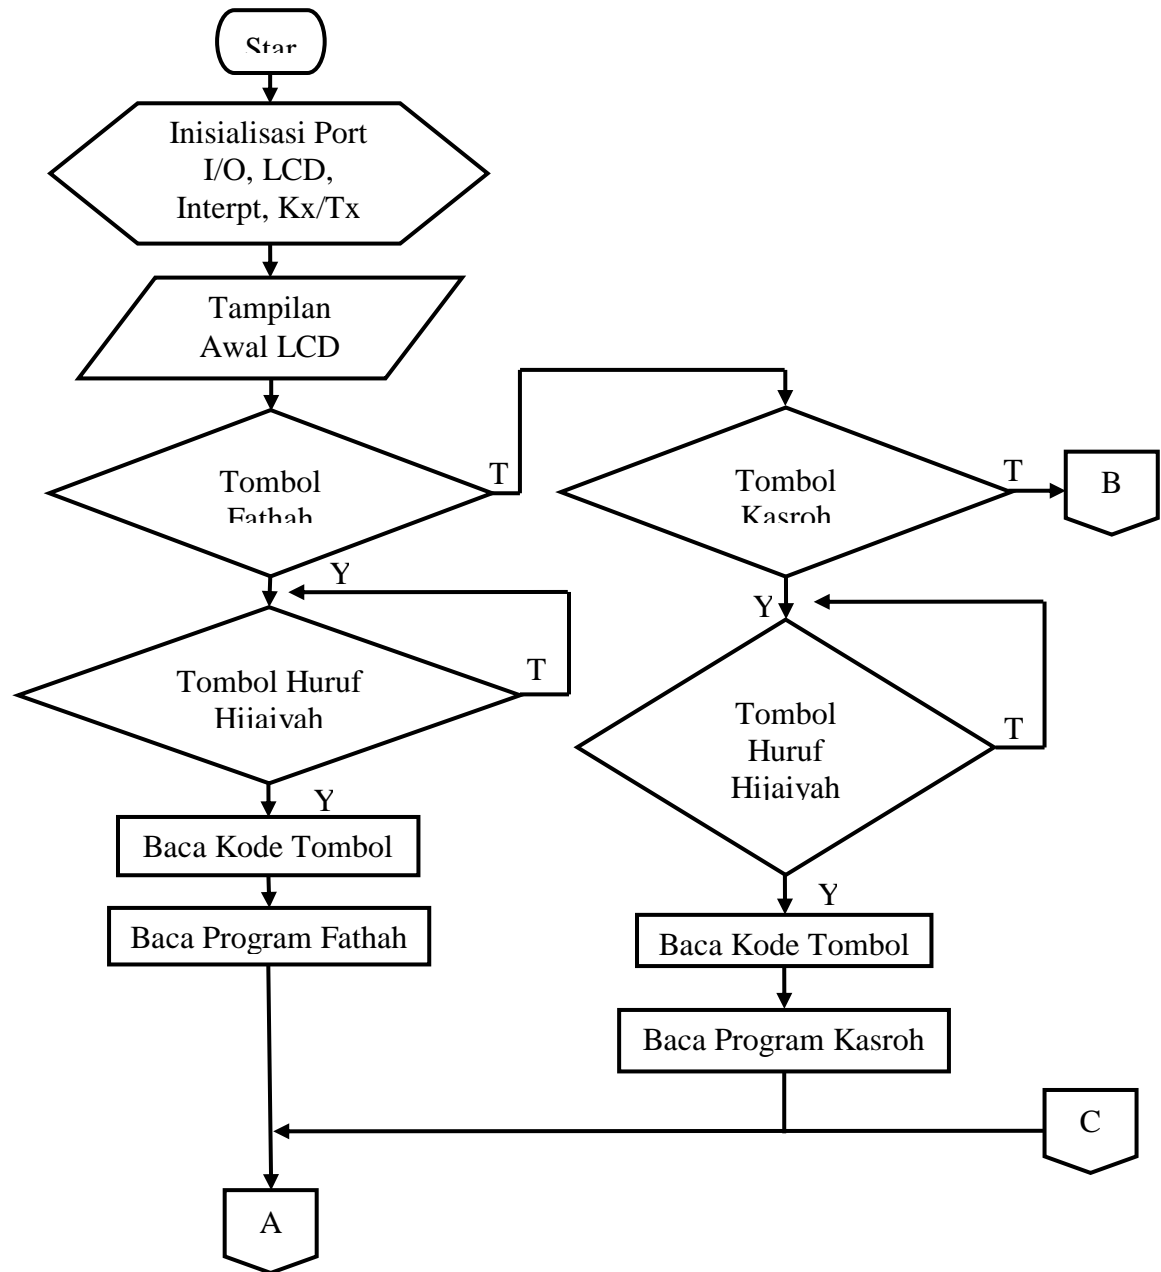 Star
Inisialisasi Port
I/O, LCD,
Interpt, Kx/Tx
Tampilan
Awal LCD
Tombol
Fathah
T
Y
Tombol
Kasroh
T
B
Y
Tombol Huruf
Hijaiyah
T
Y
Tombol
Huruf
Hijaiyah
T
Y
Baca Kode Tombol
Baca Program Fathah
Baca Kode Tombol
Baca Program Kasroh
C
A